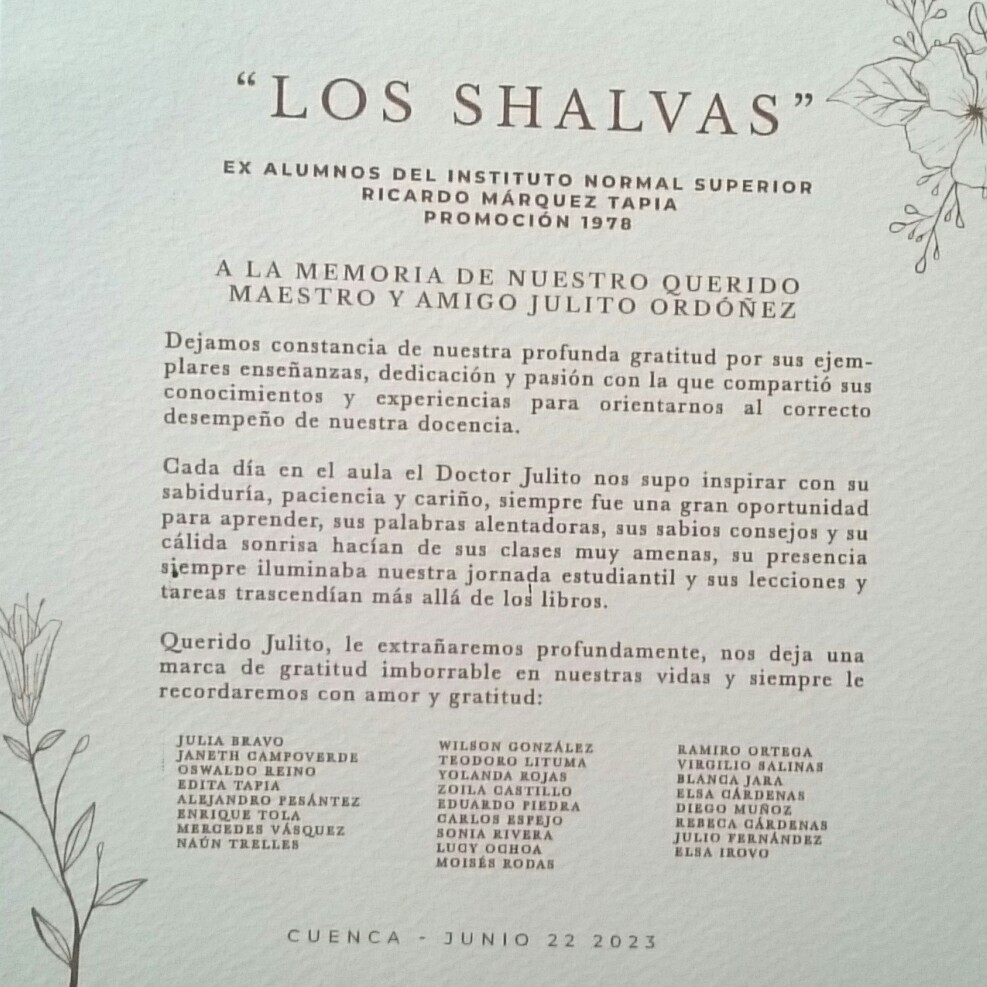 “LOS SHALVAS”
EX ALUMNOS DEL INSTITUTO NORMAL SUPERIOR
RICARDO MÁRQUEZ TAPIA
PROMOCIÓN 1978
A LA MEMORIA DE NUESTRO QUERIDO
MAESTRO Y AMIGO JULITO ORDÓÑEZ
Dejamos constancia de nuestra profunda gratitud por sus ejem-
plares enseñanzas, dedicación y pasión con la que compartió sus
conocimientos y experiencias para orientarnos al correcto
desempeño de nuestra docencia.
Cada día en el aula el Doctor Julito nos supo inspirar con su
sabiduría, paciencia y cariño, siempre fue una gran oportunidad
para aprender, sus palabras alentadoras, sus sabios consejos y su
cálida sonrisa hacían de sus clases muy amenas, su presencia
siempre iluminaba nuestra jornada estudiantil y sus lecciones y
tareas trascendían más allá de los libros.
Querido Julito, le extrañaremos profundamente, nos deja una
marca de gratitud imborrable en nuestras vidas y siempre le
recordaremos con amor y gratitud:
JULIA BRAVO
JANETH CAMPOVERDE
OSWALDO REINO
EDITA TAPIA
ALEJANDRO PESÁNTEZ
ENRIQUE TOLA
MERCEDES VÁSQUEZ
NAÚN TRELLES
WILSON GONZÁLEZ
TEODORO LITUMA
YOLANDA ROJAS
ZOILA CASTILLO
EDUARDO PIEDRA
CARLOS ESPEJO
SONIA RIVERA
LUCY OCHOA
MOISÉS RODAS
RAMIRO ORTEGA
VIRGILIO SALINAS
BLANCA JARA
ELSA CÁRDENAS
DIEGO MUÑOZ
REBECA CÁRDENAS
JULIO FERNÁNDEZ
ELSA IROVO
CUENCA - JUNIO 22 2023